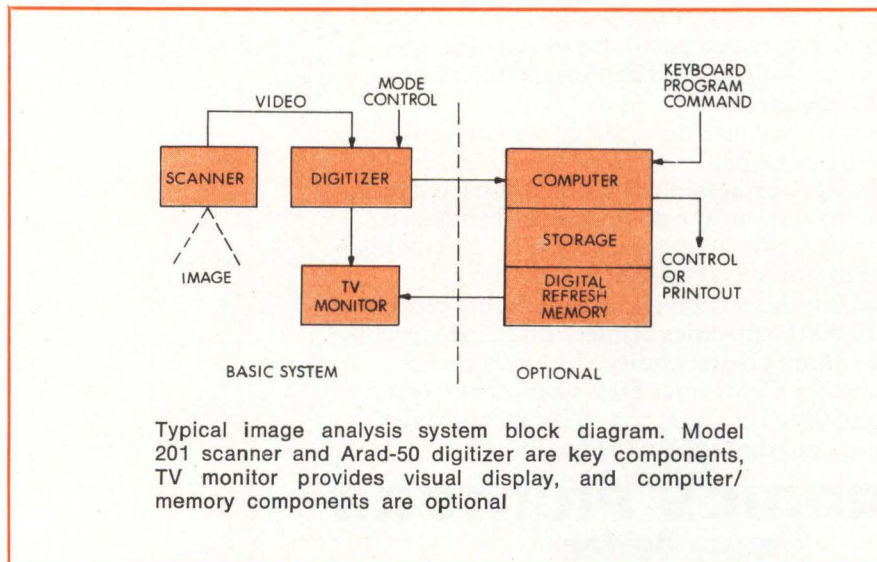 MODE
CONTROL
VIDEO
KEYBOARD
PROGRAM
COMMAND
SCANNER
DIGITIZER
COMPUTER
STORAGE
IMAGE
TV
MONITOR
DIGITAL
REFRESH
MEMORY
CONTROL
OR
PRINTOUT
BASIC SYSTEM
OPTIONAL
Typical image analysis system block diagram. Model
201 scanner and Arad-50 digitizer are key components,
TV monitor provides visual display, and computer/
memory components are optional